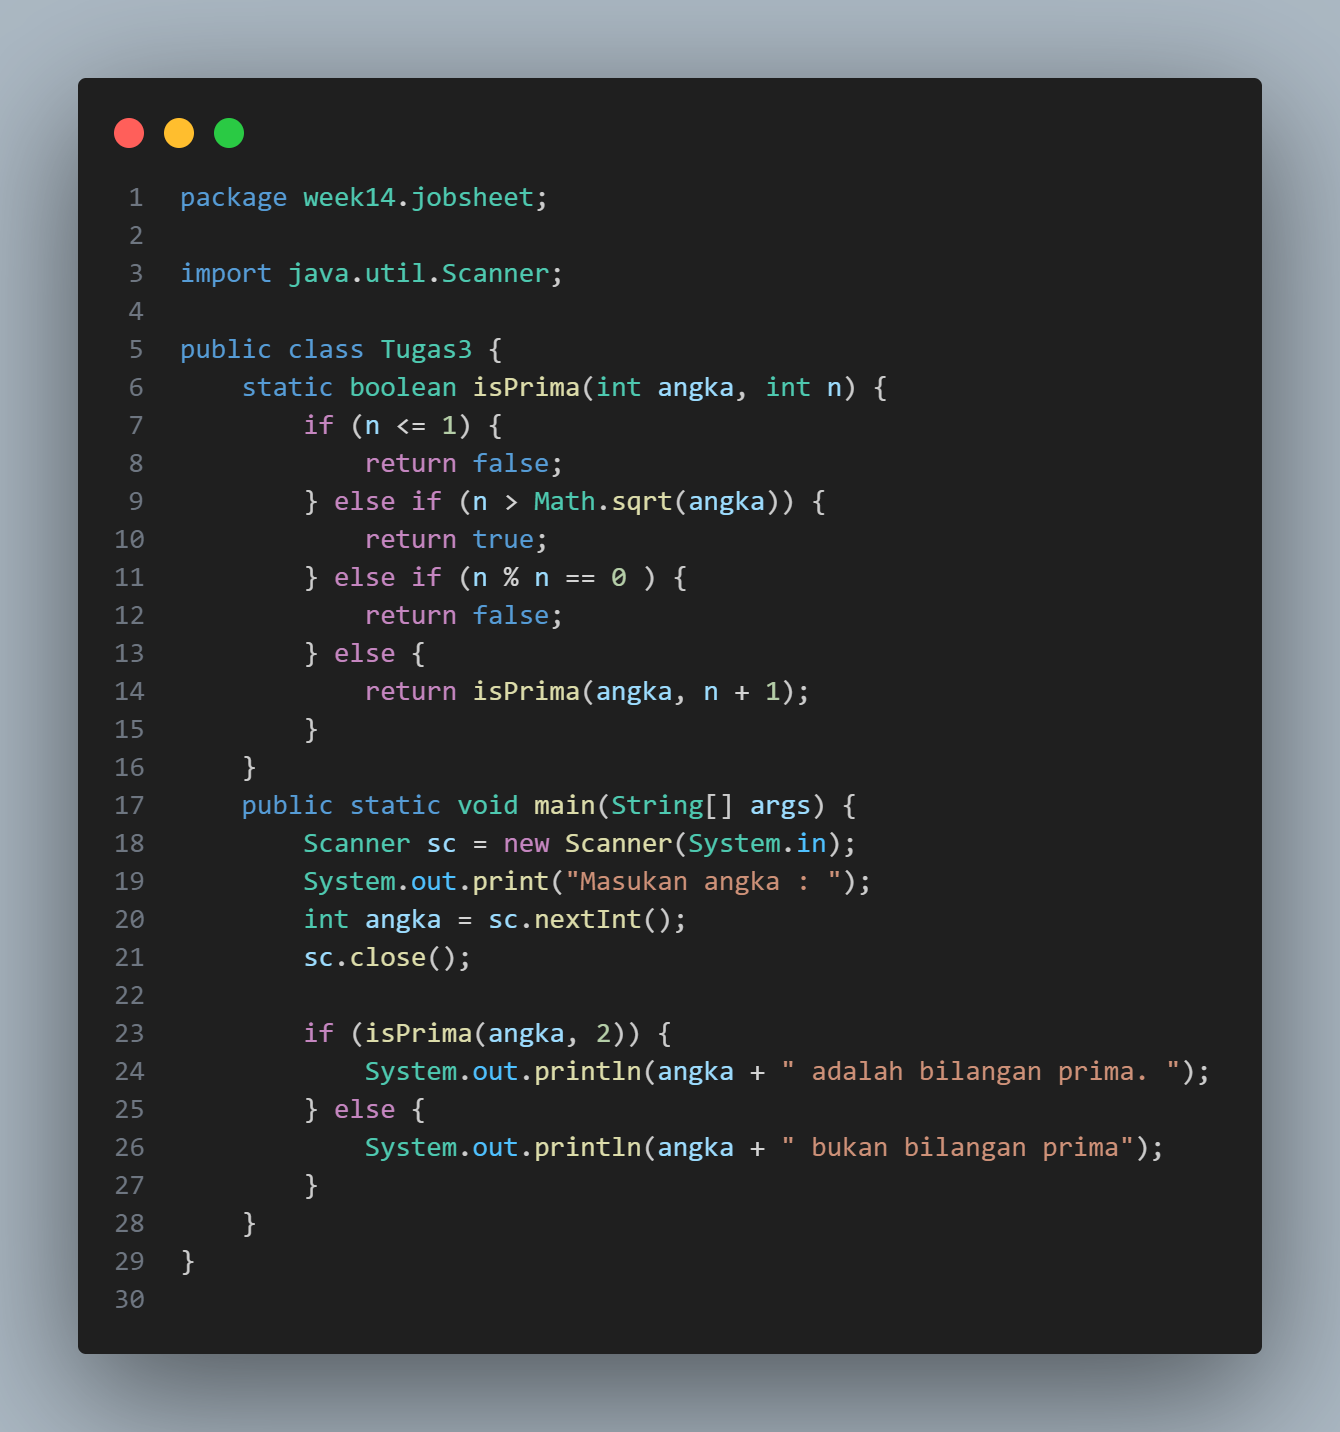 1 package week14.jobsheet;
2
3 import java.util.Scanner;
4
5 public class Tugas3 {
6     static boolean isPrima(int angka, int n) {
7         if (n <= 1) {
8             return false;
9         } else if (n > Math.sqrt(angka)) {
10             return true;
11         } else if (n % n == 0 ) {
12             return false;
13         } else {
14             return isPrima(angka, n + 1);
15         }
16     }
17     public static void main(String[] args) {
18         Scanner sc = new Scanner(System.in);
19         System.out.print("Masukan angka : ");
20         int angka = sc.nextInt();
21         sc.close();
22
23         if (isPrima(angka, 2)) {
24             System.out.println(angka + " adalah bilangan prima. ");
25         } else {
26             System.out.println(angka + " bukan bilangan prima");
27         }
28     }
29 }
30